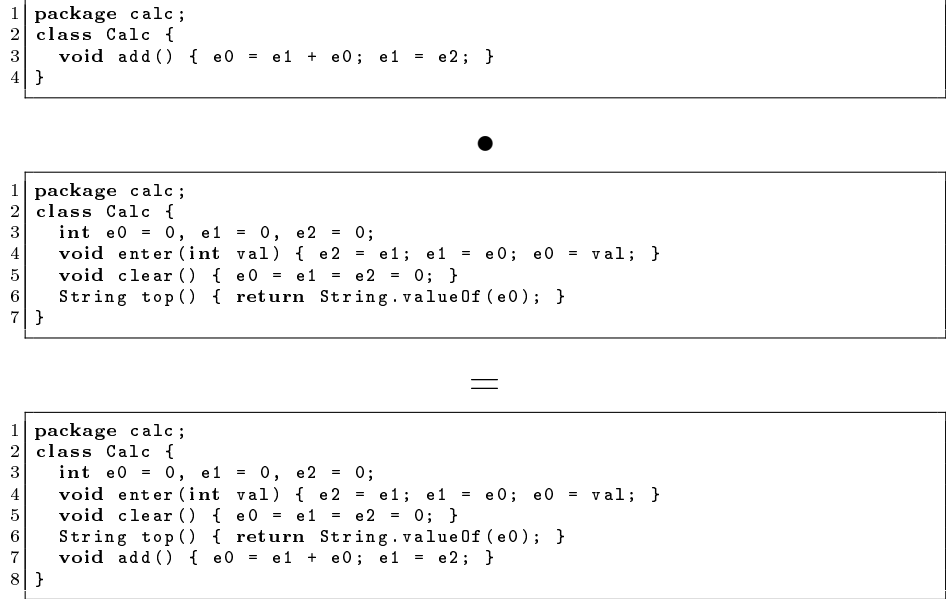 1 package calc;
2 class Calc {
3   void add() { e0 = e1 + e0; e1 = e2; }
4 }
•
1 package calc;
2 class Calc {
3   int e0 = 0, e1 = 0, e2 = 0;
4   void enter(int val) { e2 = e1; e1 = e0; e0 = val; }
5   void clear() { e0 = e1 = e2 = 0; }
6   String top() { return String.valueOf(e0); }
7 }
=
1 package calc;
2 class Calc {
3   int e0 = 0, e1 = 0, e2 = 0;
4   void enter(int val) { e2 = e1; e1 = e0; e0 = val; }
5   void clear() { e0 = e1 = e2 = 0; }
6   String top() { return String.valueOf(e0); }
7   void add() { e0 = e1 + e0; e1 = e2; }
8 }